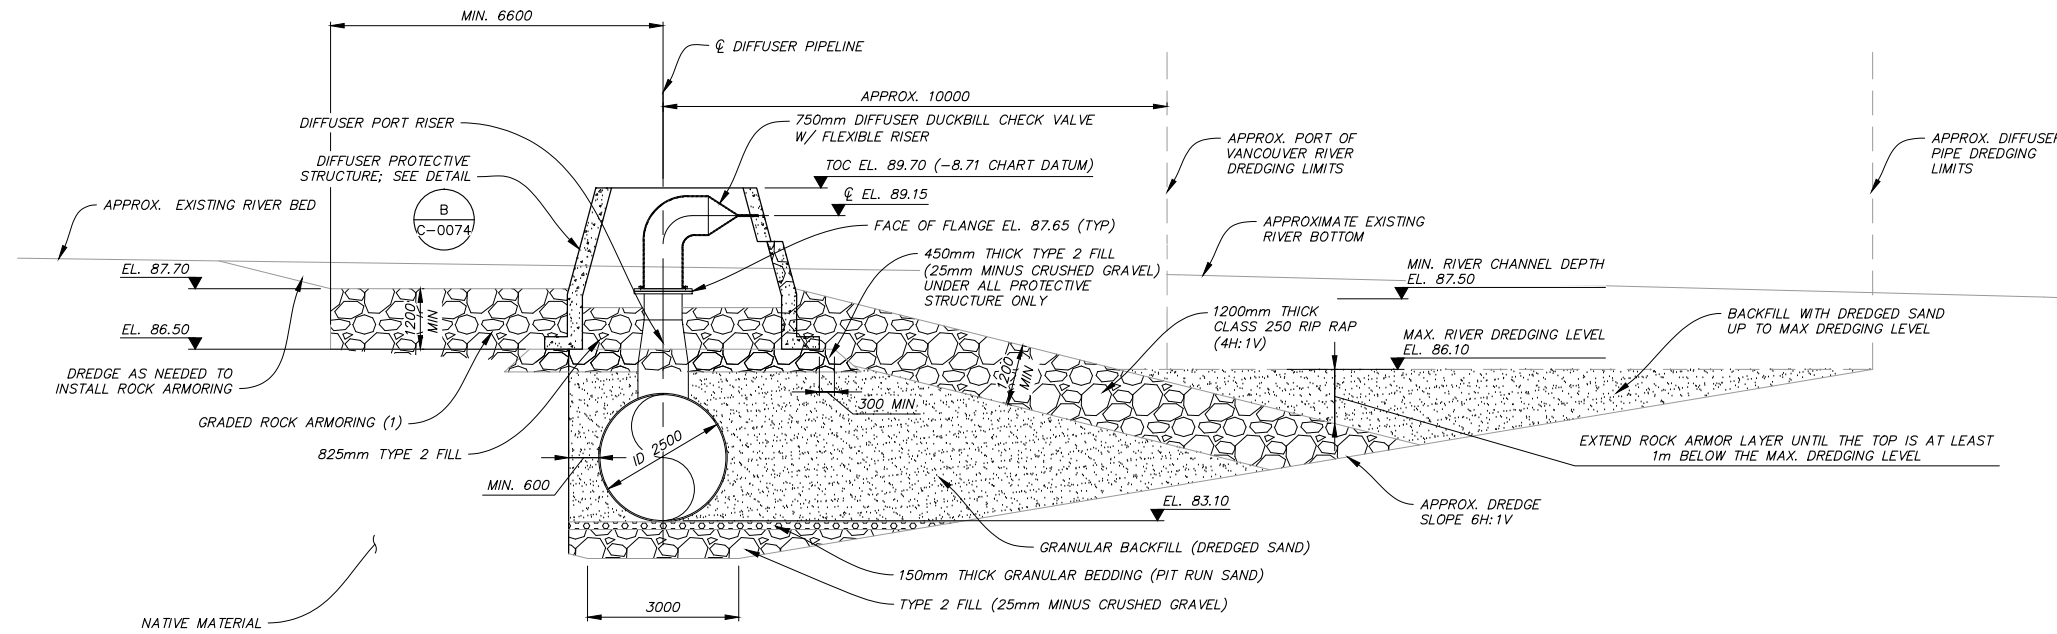 MIN. 6600
℄ DIFFUSER PIPELINE
APPROX. 10000
DIFFUSER PORT RISER
750mm DIFFUSER DUCKBILL CHECK VALVE
W/ FLEXIBLE RISER
APPROX. PORT OF
VANCOUVER RIVER
DREDGING LIMITS
APPROX. DIFFUSER
PIPE DREDGING
LIMITS
DIFFUSER PROTECTIVE
STRUCTURE; SEE DETAIL
TOC EL. 89.70 (-8.71 CHART DATUM)
℄ EL. 89.15
APPROX. EXISTING RIVER BED
B
C-0074
FACE OF FLANGE EL. 87.65 (TYP)
APPROXIMATE EXISTING
RIVER BOTTOM
EL. 87.70
450mm THICK TYPE 2 FILL
(25mm MINUS CRUSHED GRAVEL)
UNDER ALL PROTECTIVE
STRUCTURE ONLY
MIN. RIVER CHANNEL DEPTH
EL. 87.50
1200
MIN
EL. 86.50
1200mm THICK
CLASS 250 RIP RAP
(4H:1V)
MAX. RIVER DREDGING LEVEL
EL. 86.10
BACKFILL WITH DREDGED SAND
UP TO MAX DREDGING LEVEL
DREDGE AS NEEDED TO
INSTALL ROCK ARMORING
1200
MIN
300 MIN
GRADED ROCK ARMORING (1)
825mm TYPE 2 FILL
ID 2500
EXTEND ROCK ARMOR LAYER UNTIL THE TOP IS AT LEAST
1m BELOW THE MAX. DREDGING LEVEL
MIN. 600
EL. 83.10
APPROX. DREDGE
SLOPE 6H:1V
GRANULAR BACKFILL (DREDGED SAND)
150mm THICK GRANULAR BEDDING (PIT RUN SAND)
3000
TYPE 2 FILL (25mm MINUS CRUSHED GRAVEL)
NATIVE MATERIAL